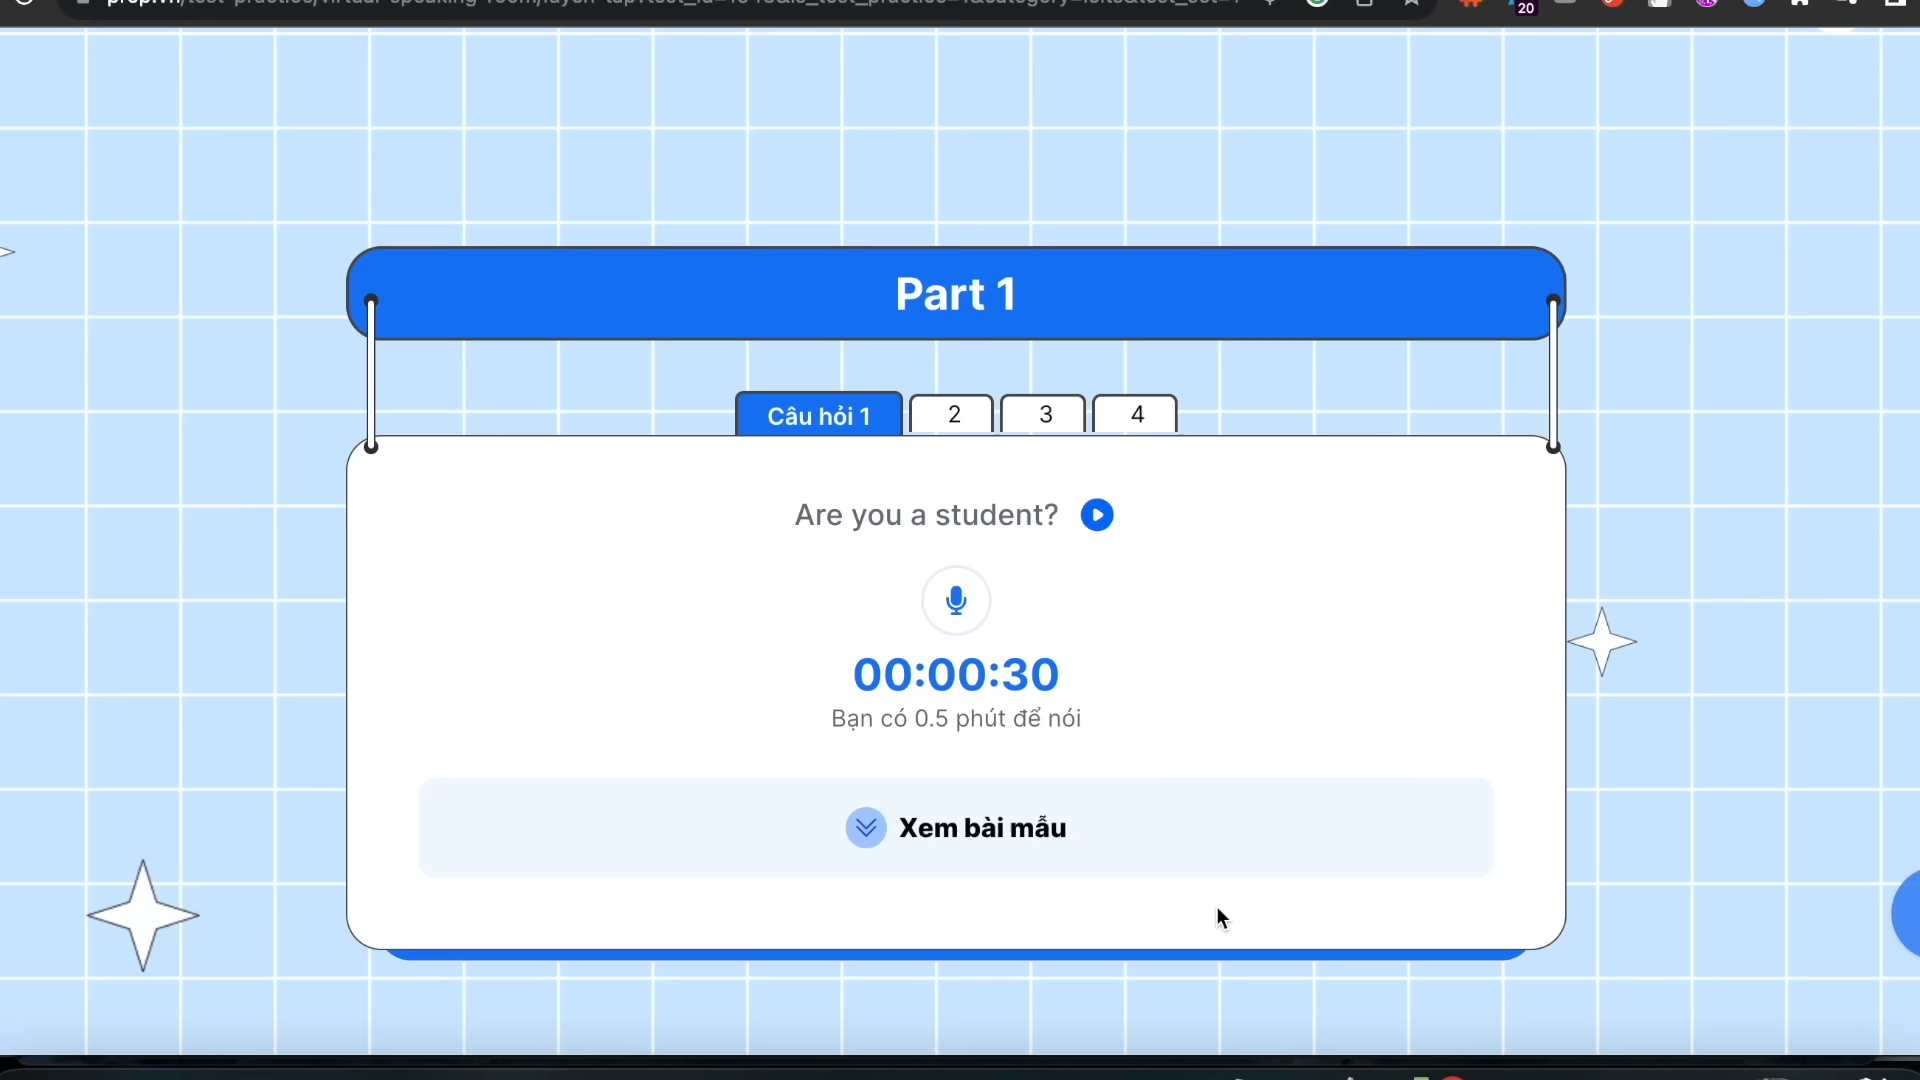 20
Part 1
Câu hỏi 1 2 3 4
Are you a student?
00:00:30
Bạn có 0.5 phút để nói
Xem bài mẫu